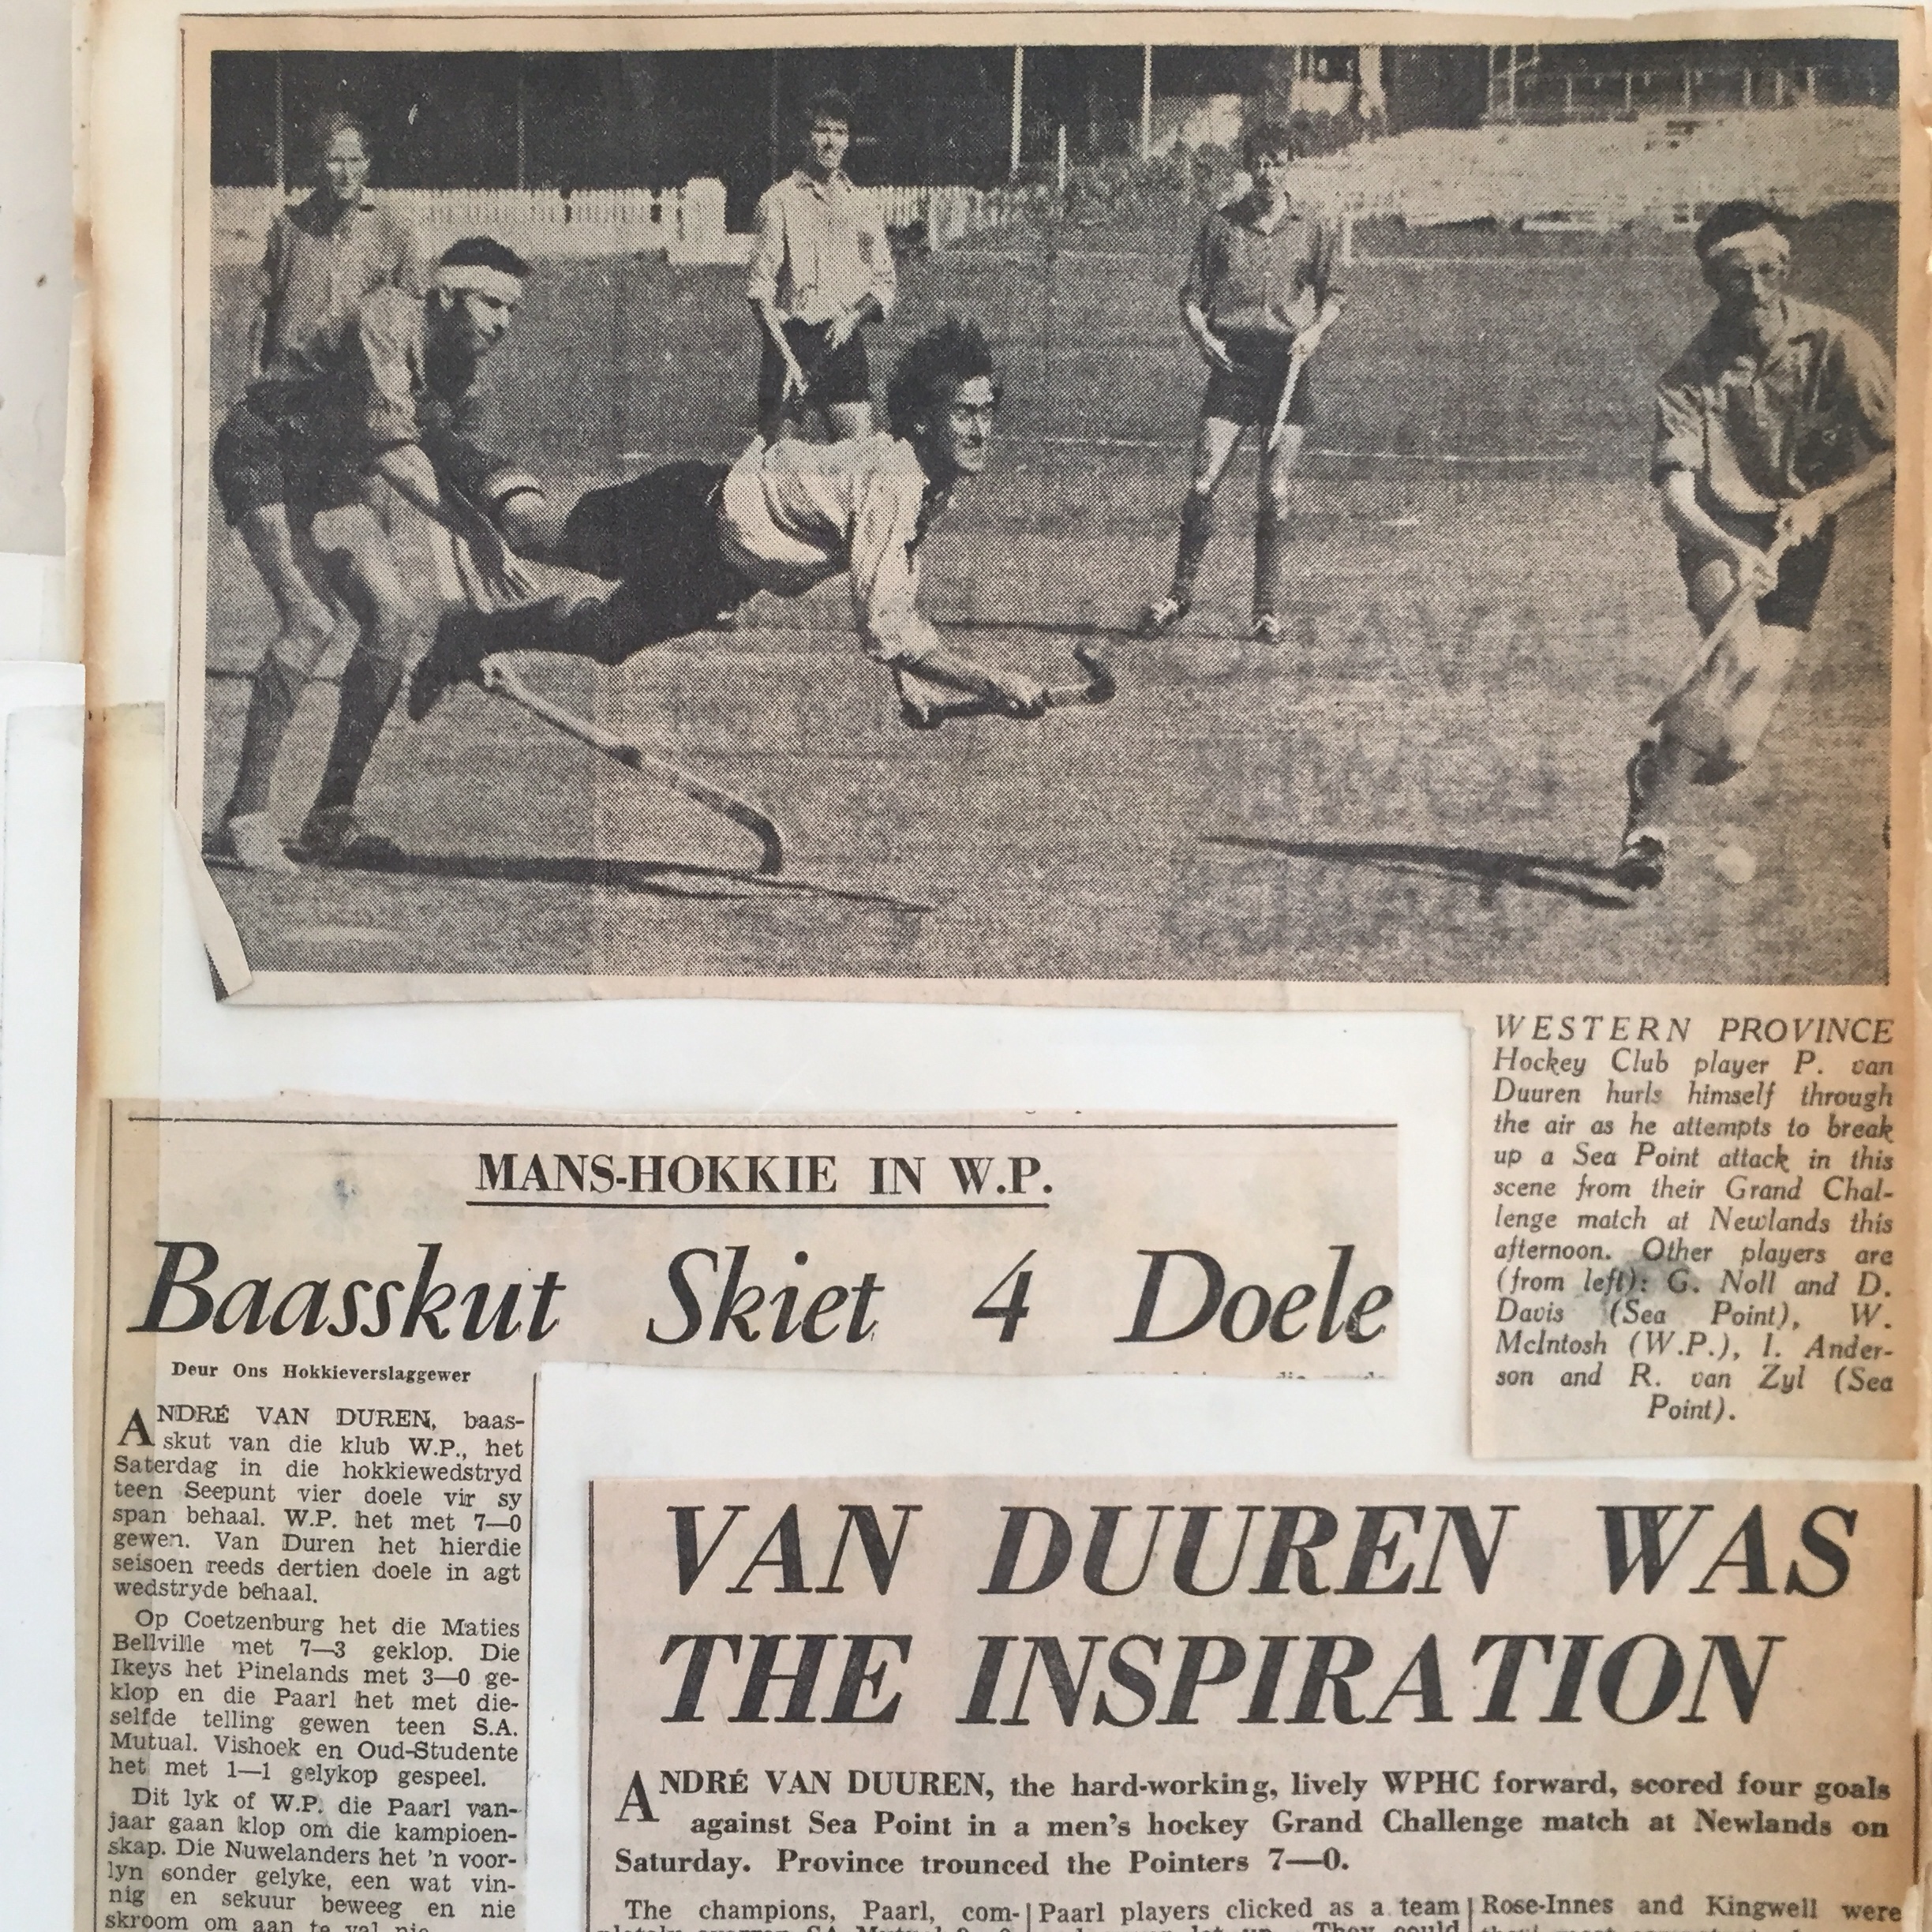 WESTERN PROVINCE
Hockey Club player P. van
Duuren hurls himself through
the air as he attempts to break
up a Sea Point attack in this
scene from their Grand Chal-
lenge match at Newlands this
afternoon. Other players are
(from left): G. Noll and D.
Davis (Sea Point), W.
McIntosh (W.P.), I. Ander-
son and R. van Zyl (Sea
Point).
MANS-HOKKIE IN W.P.
Baasskut Skiet 4 Doele
Deur Ons Hokkieverslaggewer
ANDRÉ VAN DUREN, baas-
skut van die klub W.P., het
Saterdag in die hokkiewedstryd
teen Seepunt vier doele vir sy
span behaal. W.P. het met 7—0
gewen. Van Duren het hierdie
seisoen reeds dertien doele in agt
wedstryde behaal.
Op Coetzenburg het die Maties
Bellville met 7—3 geklop. Die
Ikeys het Pinelands met 3—0 ge-
klop en die Paarl het met die-
selfde telling gewen teen S.A.
Mutual. Vishoek en Oud-Studente
het met 1—1 gelykop gespeel.
Dit lyk of W.P. die Paarl van-
jaar gaan klop om die kampioen-
skap. Die Nuwelanders het 'n voor-
lyn sonder gelyke, een wat vin-
nig en sekuur beweeg en nie
skroom om aan te val nie
VAN DUUREN WAS
THE INSPIRATION
ANDRÉ VAN DUUREN, the hard-working, lively WPHC forward, scored four goals
against Sea Point in a men's hockey Grand Challenge match at Newlands on
Saturday. Province trounced the Pointers 7—0.
The champions, Paarl, com-
Paarl players clicked as a team
They could
Rose-Innes and Kingwell were